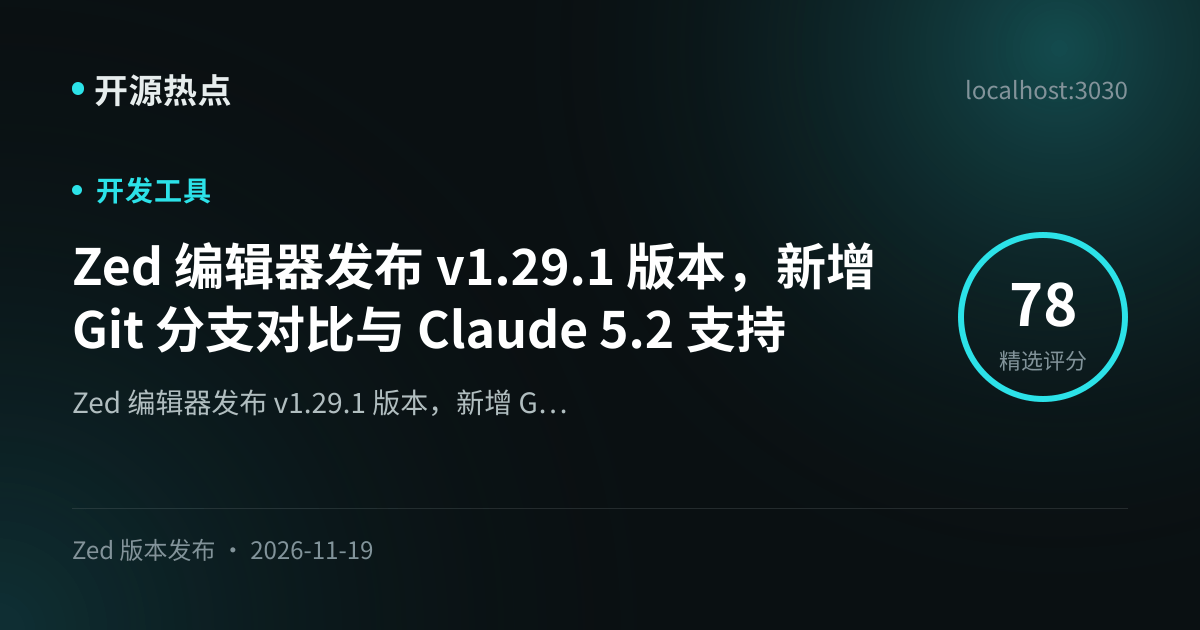 开源热点
localhost:3030
开发工具
Zed 编辑器发布 v1.29.1 版本，新增
Git 分支对比与 Claude 5.2 支持
78
精选评分
Zed 编辑器发布 v1.29.1 版本，新增 G…
Zed 版本发布 · 2026-11-19